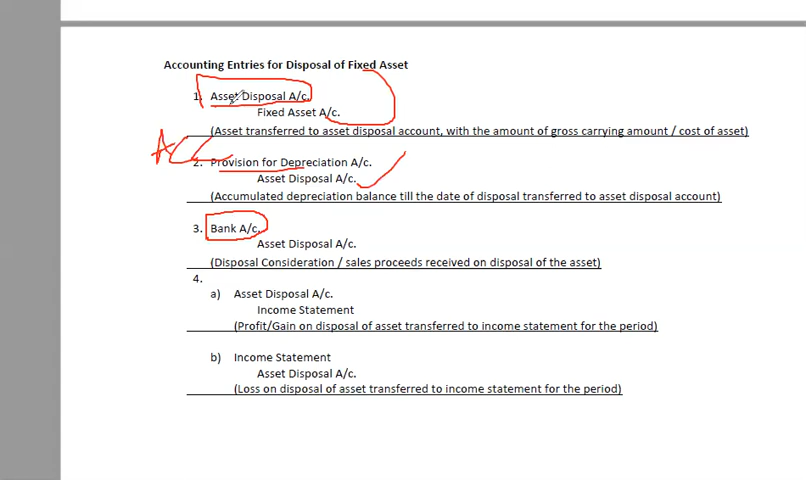 Accounting Entries for Disposal of Fixed Asset
1. Asset Disposal A/c.
Fixed Asset A/c.
(Asset transferred to asset disposal account, with the amount of gross carrying amount / cost of asset)
2. Provision for Depreciation A/c.
Asset Disposal A/c.
(Accumulated depreciation balance till the date of disposal transferred to asset disposal account)
3. Bank A/c.
Asset Disposal A/c.
(Disposal Consideration / sales proceeds received on disposal of the asset)
4.
a) Asset Disposal A/c.
Income Statement
(Profit/Gain on disposal of asset transferred to income statement for the period)
b) Income Statement
Asset Disposal A/c.
(Loss on disposal of asset transferred to income statement for the period)